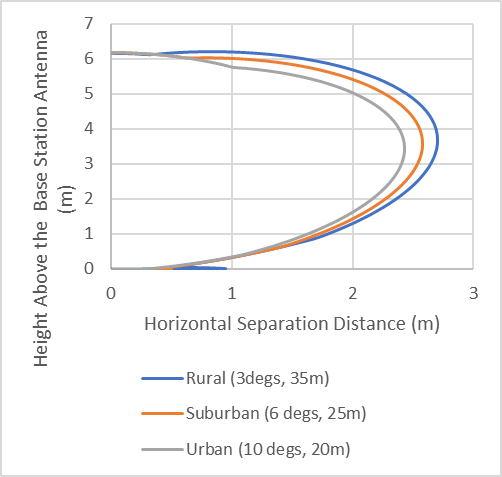 7
6
5
4
3
2
1
0
Height Above the Base Station Antenna
(m)
0 1 2 3
Horizontal Separation Distance (m)
Rural (3degs, 35m)
Suburban (6 degs, 25m)
Urban (10 degs, 20m)